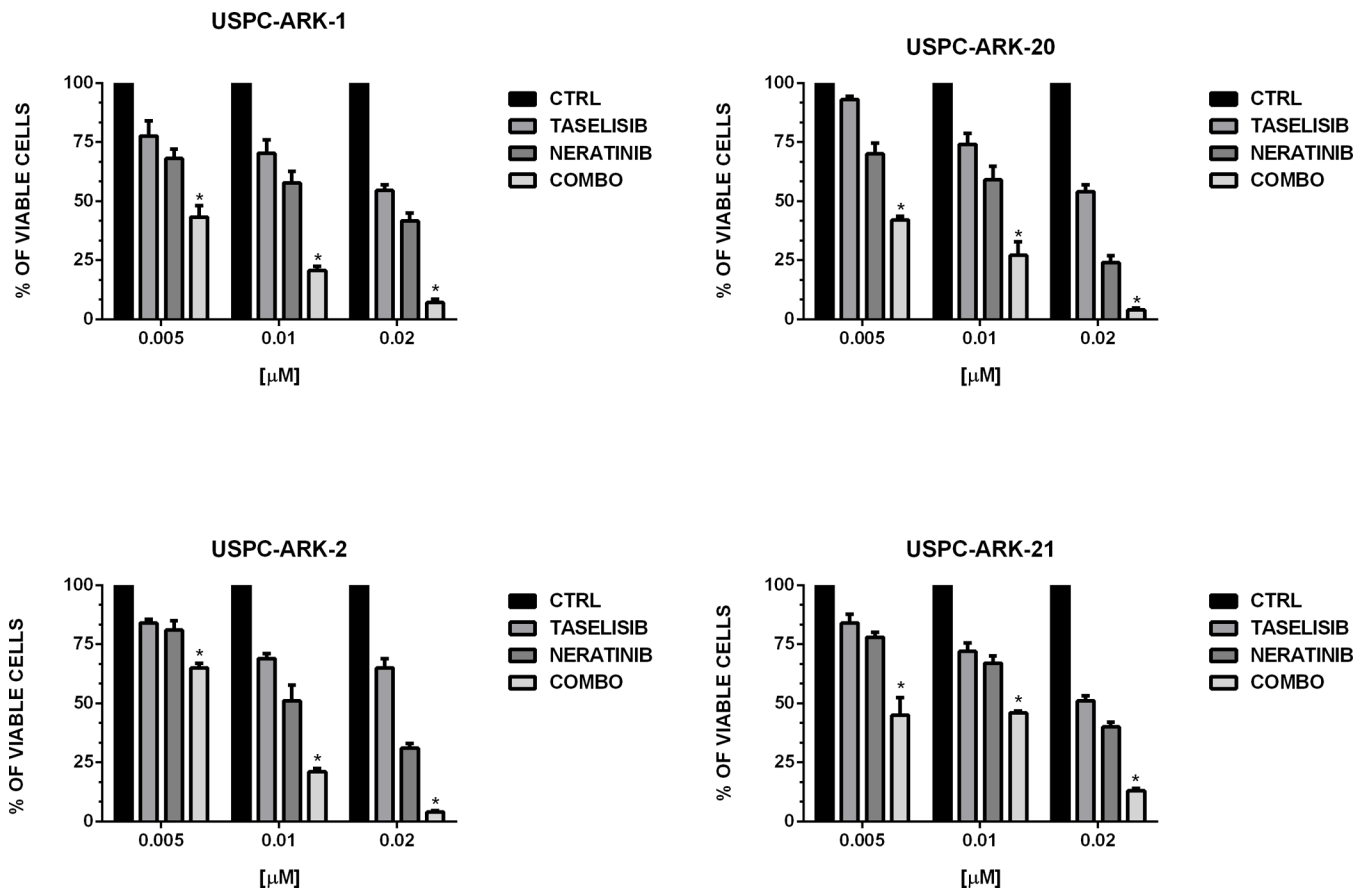 USPC-ARK-1
% OF VIABLE CELLS
100
75
50
25
0
*
*
*
0.005
0.01
0.02
[μM]
CTRL
TASELISIB
NERATINIB
COMBO
USPC-ARK-20
% OF VIABLE CELLS
100
75
50
25
0
*
*
*
0.005
0.01
0.02
[μM]
CTRL
TASELISIB
NERATINIB
COMBO
USPC-ARK-2
% OF VIABLE CELLS
100
75
50
25
0
*
*
*
0.005
0.01
0.02
[μM]
CTRL
TASELISIB
NERATINIB
COMBO
USPC-ARK-21
% OF VIABLE CELLS
100
75
50
25
0
*
*
*
0.005
0.01
0.02
[μM]
CTRL
TASELISIB
NERATINIB
COMBO